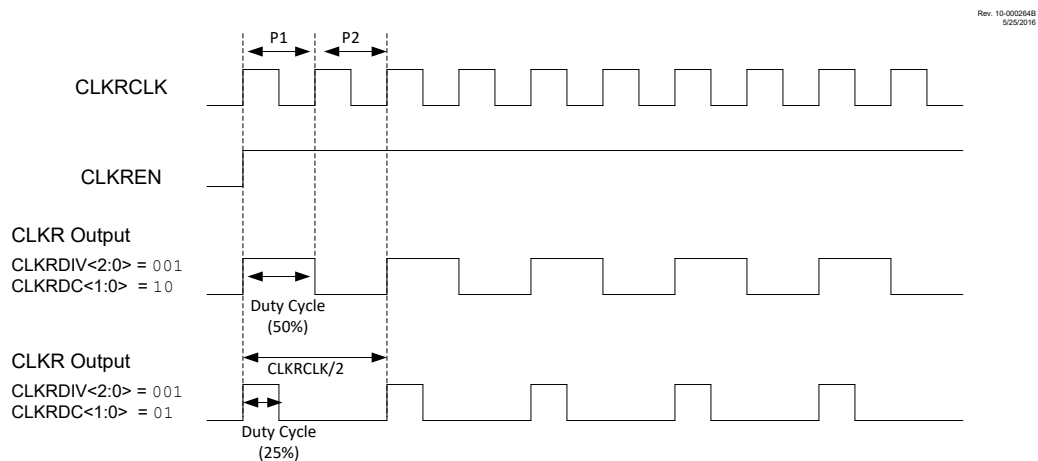 Rev. 10-000264B
5/25/2016
P1
P2
CLKRCLK
CLKREN
CLKR Output
CLKRDIV<2:0> = 001
CLKRDC<1:0> = 10
Duty Cycle
(50%)
CLKR Output
CLKRCLK/2
CLKRDIV<2:0> = 001
CLKRDC<1:0> = 01
Duty Cycle
(25%)